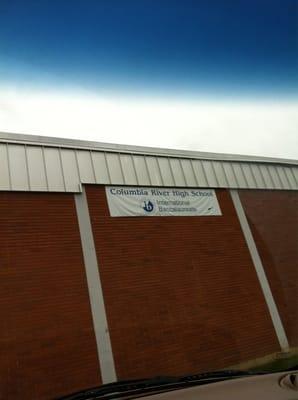 Columbia River High School
International
Baccalaureate